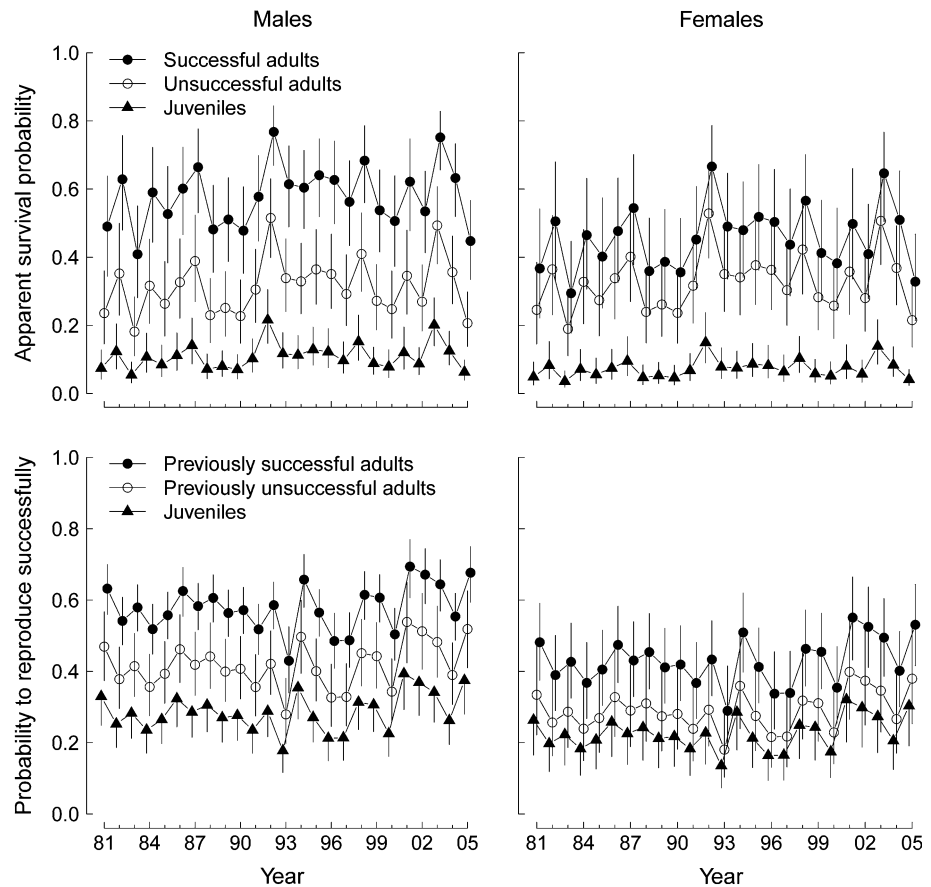 Males
Females
Apparent survival probability
1.0
0.8
0.6
0.4
0.2
0.0
Successful adults
Unsuccessful adults
Juveniles
Probability to reproduce successfully
1.0
0.8
0.6
0.4
0.2
0.0
Previously successful adults
Previously unsuccessful adults
Juveniles
81 84 87 90 93 96 99 02 05
81 84 87 90 93 96 99 02 05
Year
Year